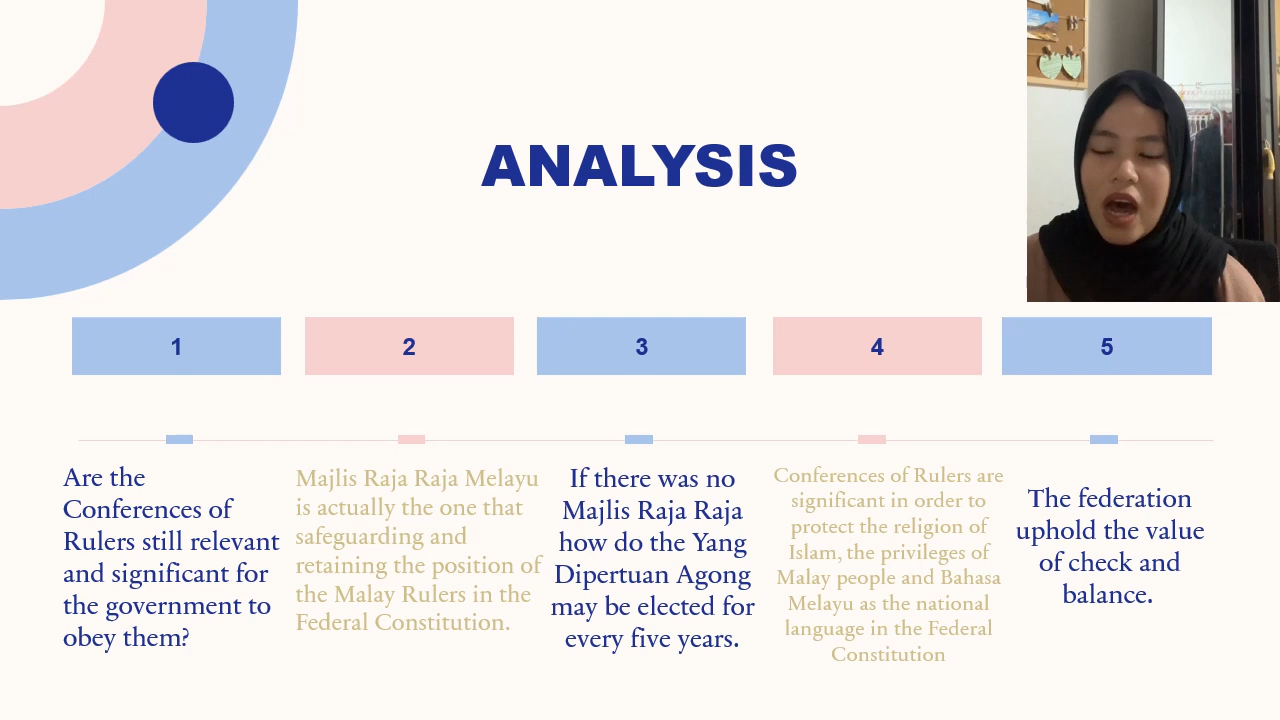 ANALYSIS
1
2
3
4
5
Are the
Conferences of
Rulers still relevant
and significant for
the government to
obey them?
Majlis Raja Raja Melayu
is actually the one that
safeguarding and
retaining the position of
the Malay Rulers in the
Federal Constitution.
If there was no
Majlis Raja Raja
how do the Yang
Dipertuan Agong
may be elected for
every five years.
Conferences of Rulers are
significant in order to
protect the religion of
Islam, the privileges of
Malay people and Bahasa
Melayu as the national
language in the Federal
Constitution
The federation
uphold the value
of check and
balance.